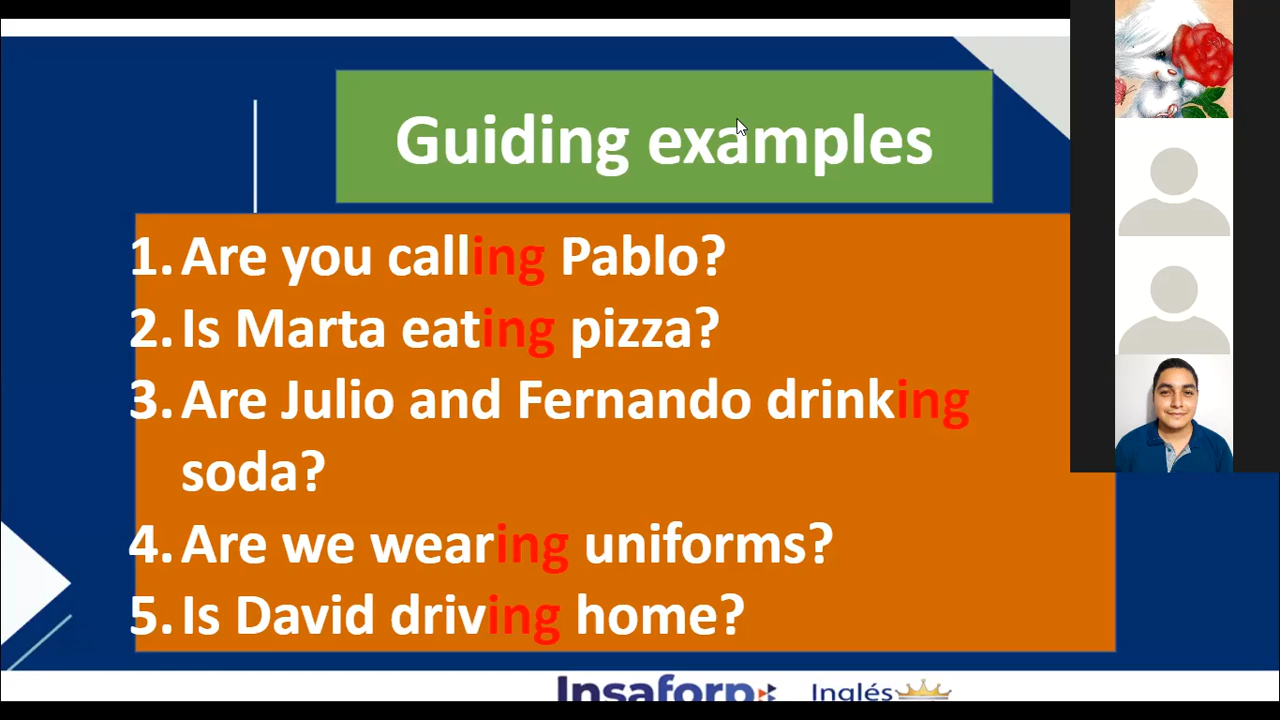 Guiding examples
1. Are you calling Pablo?
2. Is Marta eating pizza?
3. Are Julio and Fernando drinking
soda?
4. Are we wearing uniforms?
5. Is David driving home?
Insaforp Inglés